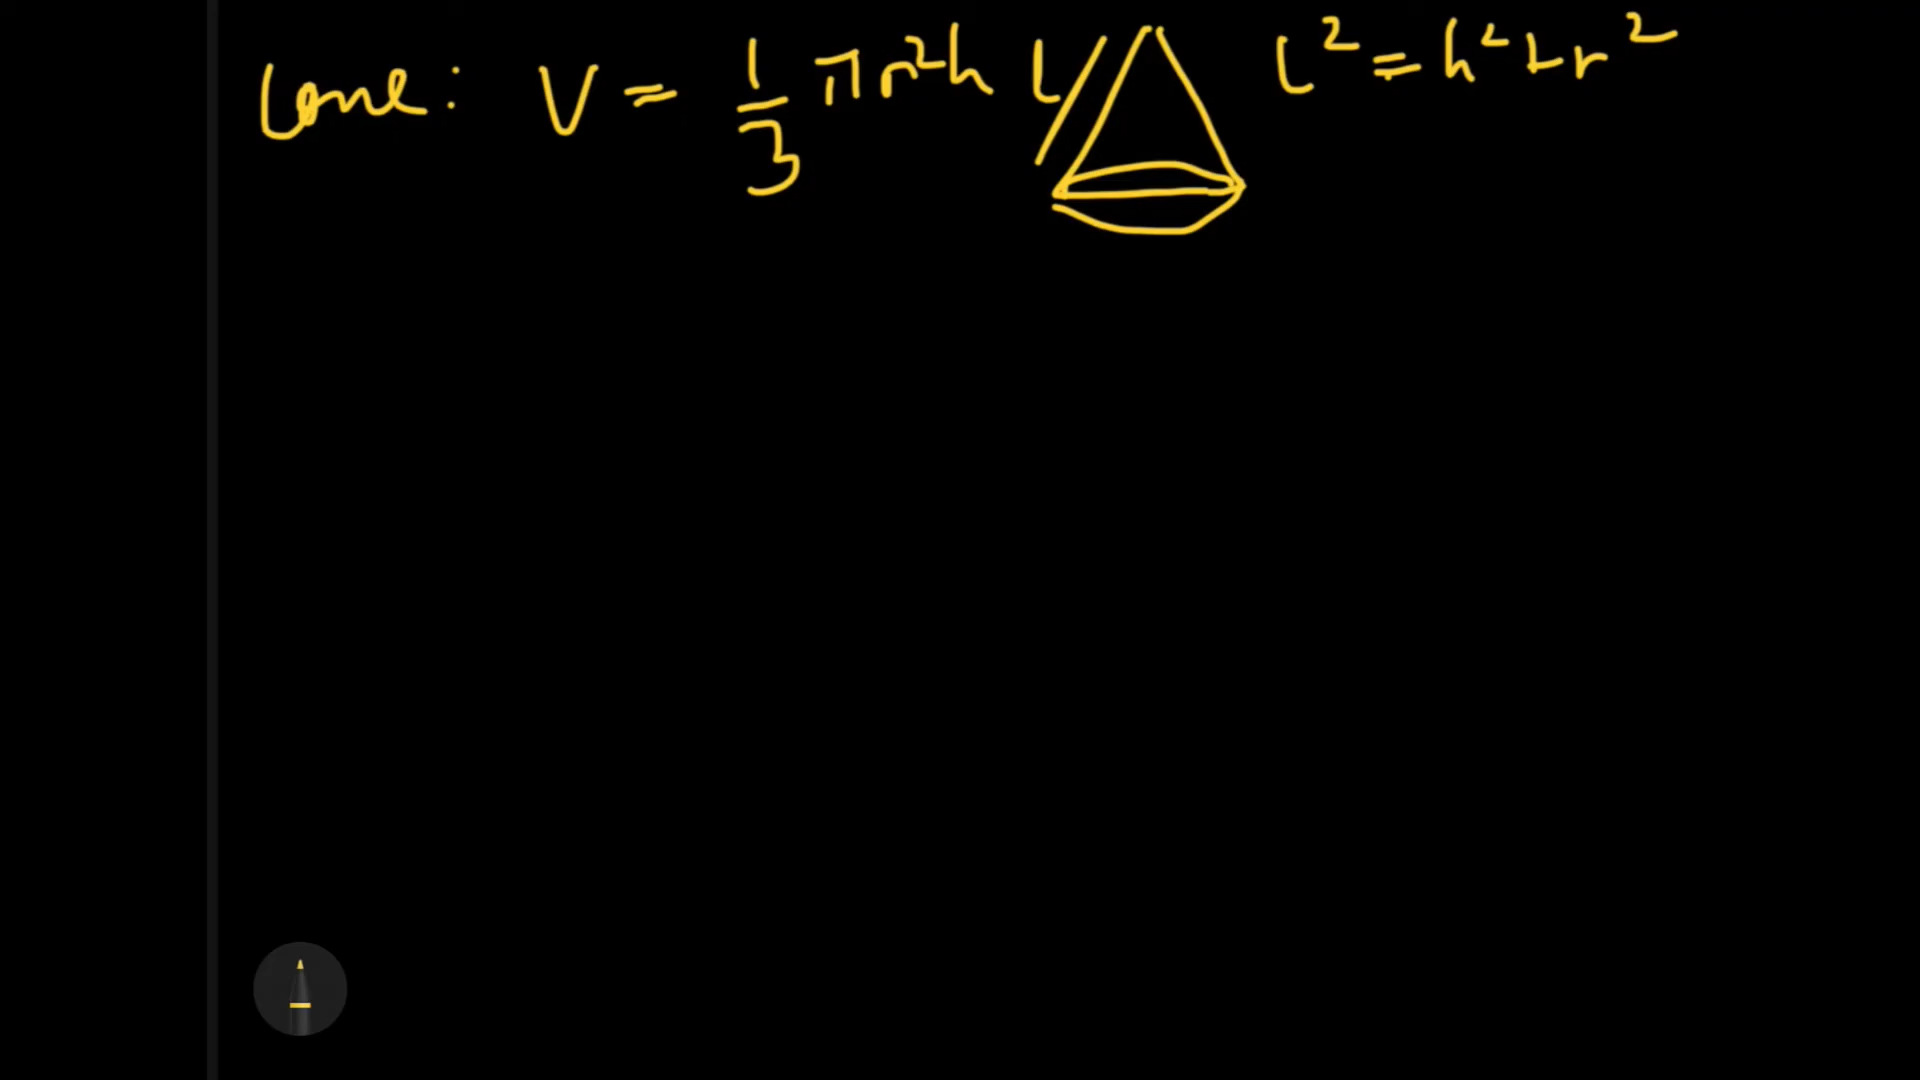 Cone: V = 1/3 πr²h l l² = h² + r²